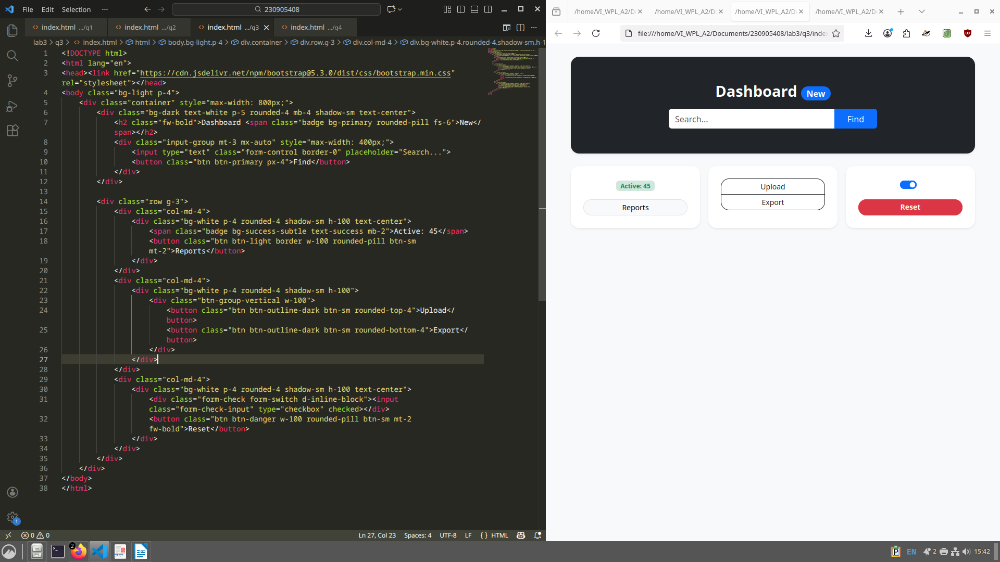 File Edit Selection ···
230905408
index.html .../q1
index.html .../q2
index.html .../q3
index.html .../q4
lab3 > q3 > index.html > html > body.bg-light.p-4 > div.container > div.row.g-3 > div.col-md-4 > div.bg-white.p-4.rounded-4.shadow-sm.h-1
1 <!DOCTYPE html>
2 <html lang="en">
3 <head><link href="https://cdn.jsdelivr.net/npm/bootstrap@5.3.0/dist/css/bootstrap.min.css"
rel="stylesheet"></head>
4 <body class="bg-light p-4">
5 <div class="container" style="max-width: 800px;">
6 <div class="bg-dark text-white p-5 rounded-4 mb-4 shadow-sm text-center">
7 <h2 class="fw-bold">Dashboard <span class="badge bg-primary rounded-pill fs-6">New</
span></h2>
8 <div class="input-group mt-3 mx-auto" style="max-width: 400px;">
9 <input type="text" class="form-control border-0" placeholder="Search...">
10 <button class="btn btn-primary px-4">Find</button>
11 </div>
12 </div>
13
14 <div class="row g-3">
15 <div class="col-md-4">
16 <div class="bg-white p-4 rounded-4 shadow-sm h-100 text-center">
17 <span class="badge bg-success-subtle text-success mb-2">Active: 45</span>
18 <button class="btn btn-light border w-100 rounded-pill btn-sm
mt-2">Reports</button>
19 </div>
20 </div>
21 <div class="col-md-4">
22 <div class="bg-white p-4 rounded-4 shadow-sm h-100">
23 <div class="btn-group-vertical w-100">
24 <button class="btn btn-outline-dark btn-sm rounded-top-4">Upload</
button>
25 <button class="btn btn-outline-dark btn-sm rounded-bottom-4">Export</
button>
26 </div>
27 </div>
28 </div>
29 <div class="col-md-4">
30 <div class="bg-white p-4 rounded-4 shadow-sm h-100 text-center">
31 <div class="form-check form-switch d-inline-block"><input
class="form-check-input" type="checkbox" checked></div>
32 <button class="btn btn-danger w-100 rounded-pill btn-sm mt-2
fw-bold">Reset</button>
33 </div>
34 </div>
35 </div>
36 </div>
37 </body>
38 </html>
1
0 0
Ln 27, Col 23 Spaces: 4 UTF-8 LF { } HTML
/home/VI_WPL_A2/Dc /home/VI_WPL_A2/Dc /home/VI_WPL_A2/Dc /home/VI_WPL_A2/Dc
file:///home/VI_WPL_A2/Documents/230905408/lab3/q3/index
Dashboard New
Search... Find
Active: 45
Reports
Upload
Export
Reset
2
EN 2 15:42